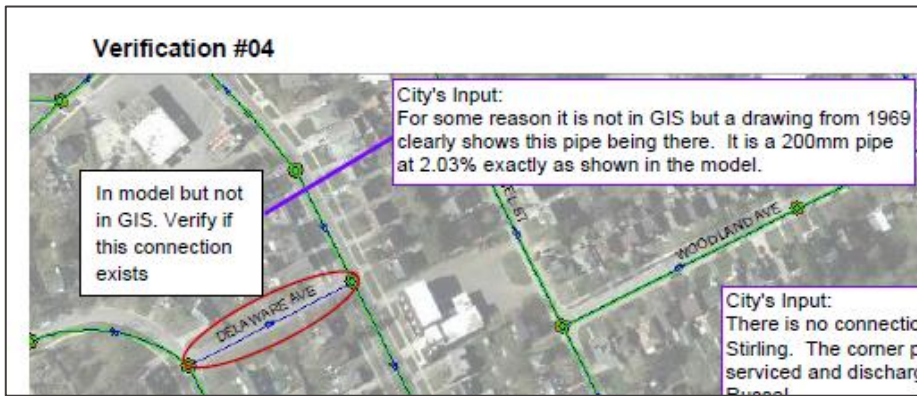 Verification #04
City's Input:
For some reason it is not in GIS but a drawing from 1969
clearly shows this pipe being there. It is a 200mm pipe
at 2.03% exactly as shown in the model.
In model but not
in GIS. Verify if
this connection
exists
EL ST
WOODLAND AVE
DELAWARE AVE
City's Input:
There is no connectio
Stirling. The corner p
serviced and discharg
Russel